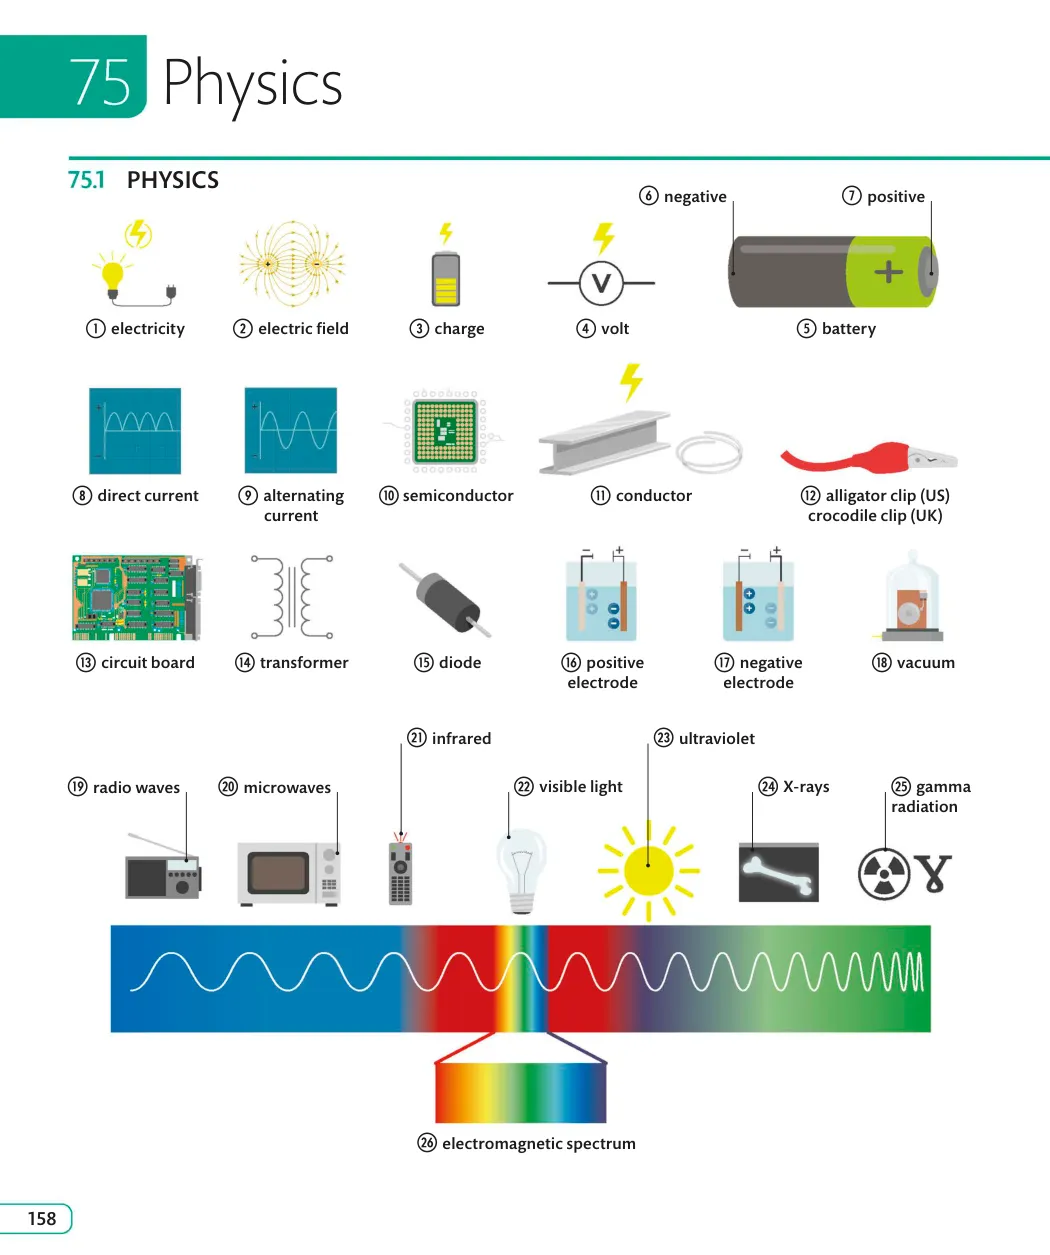 75 Physics
75.1 PHYSICS
⑥ negative
⑦ positive
V
+
① electricity
② electric field
③ charge
④ volt
⑤ battery
⑧ direct current
⑨ alternating
current
⑩ semiconductor
⑪ conductor
⑫ alligator clip (US)
crocodile clip (UK)
⑬ circuit board
⑭ transformer
⑮ diode
⑯ positive
electrode
⑰ negative
electrode
⑱ vacuum
㉑ infrared
㉓ ultraviolet
⑲ radio waves
⑳ microwaves
㉒ visible light
㉔ X-rays
㉕ gamma
radiation
㉖ electromagnetic spectrum
158